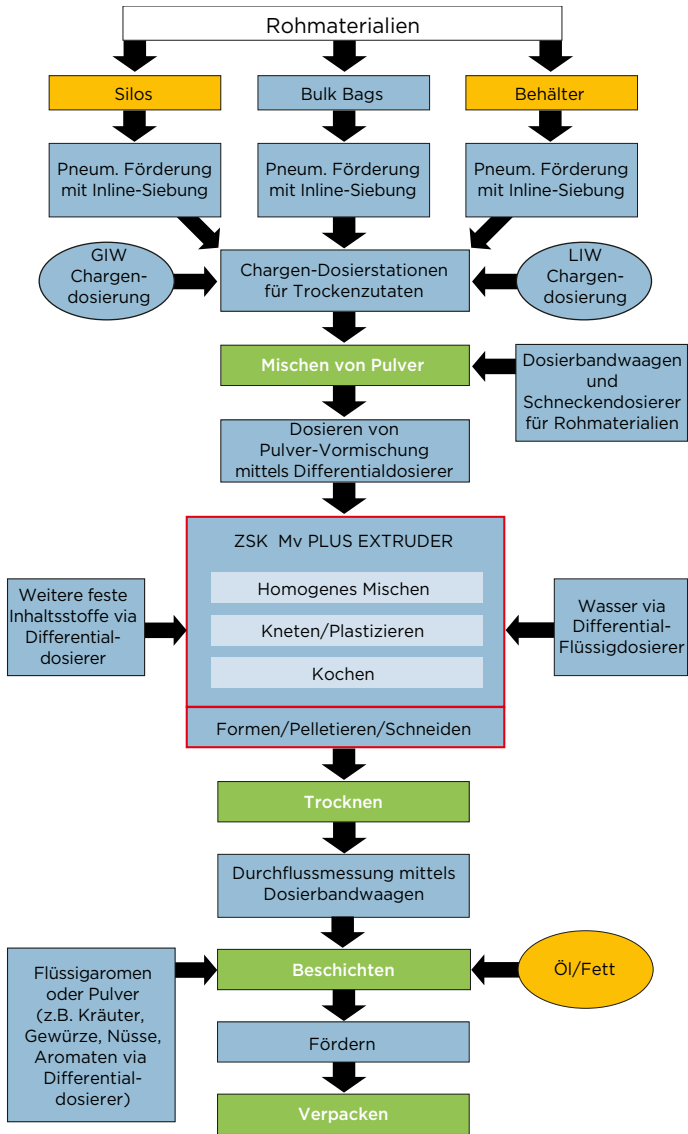 Rohmaterialien
Silos
Bulk Bags
Behälter
Pneum. Förderung
mit Inline-Siebung
Pneum. Förderung
mit Inline-Siebung
Pneum. Förderung
mit Inline-Siebung
GIW
Chargen-
dosierung
Chargen-Dosierstationen
für Trockenzutaten
LIW
Chargen-
dosierung
Mischen von Pulver
Dosierbandwaagen
und
Schneckendosierer
für Rohmaterialien
Dosieren von
Pulver-Vormischung
mittels Differentialdosierer
ZSK Mv PLUS EXTRUDER
Homogenes Mischen
Kneten/Plastizieren
Kochen
Weitere feste
Inhaltsstoffe via
Differential-
dosierer
Wasser via
Differential-
Flüssigdosierer
Formen/Pelletieren/Schneiden
Trocknen
Durchflussmessung mittels
Dosierbandwaagen
Flüssigaromen
oder Pulver
(z.B. Kräuter,
Gewürze, Nüsse,
Aromaten via
Differential-
dosierer)
Beschichten
Öl/Fett
Fördern
Verpacken